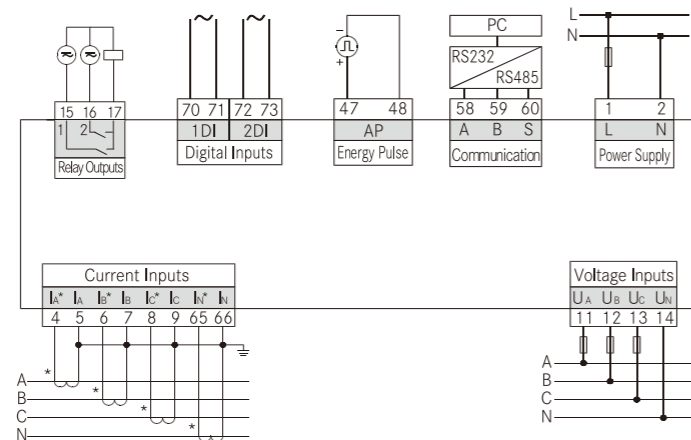 PC
L
N
RS232
RS485
15 16 17
70 71 72 73
47 48
58 59 60
1 2
1 2
1DI 2DI
AP
A B S
L N
Relay Outputs
Digital Inputs
Energy Pulse
Communication
Power Supply
− +
Current Inputs
IA* IA IB* IB IC* IC IN* IN
4 5 6 7 8 9 65 66
Voltage Inputs
UA UB UC UN
11 12 13 14
* * * *
A
B
C
N
A
B
C
N